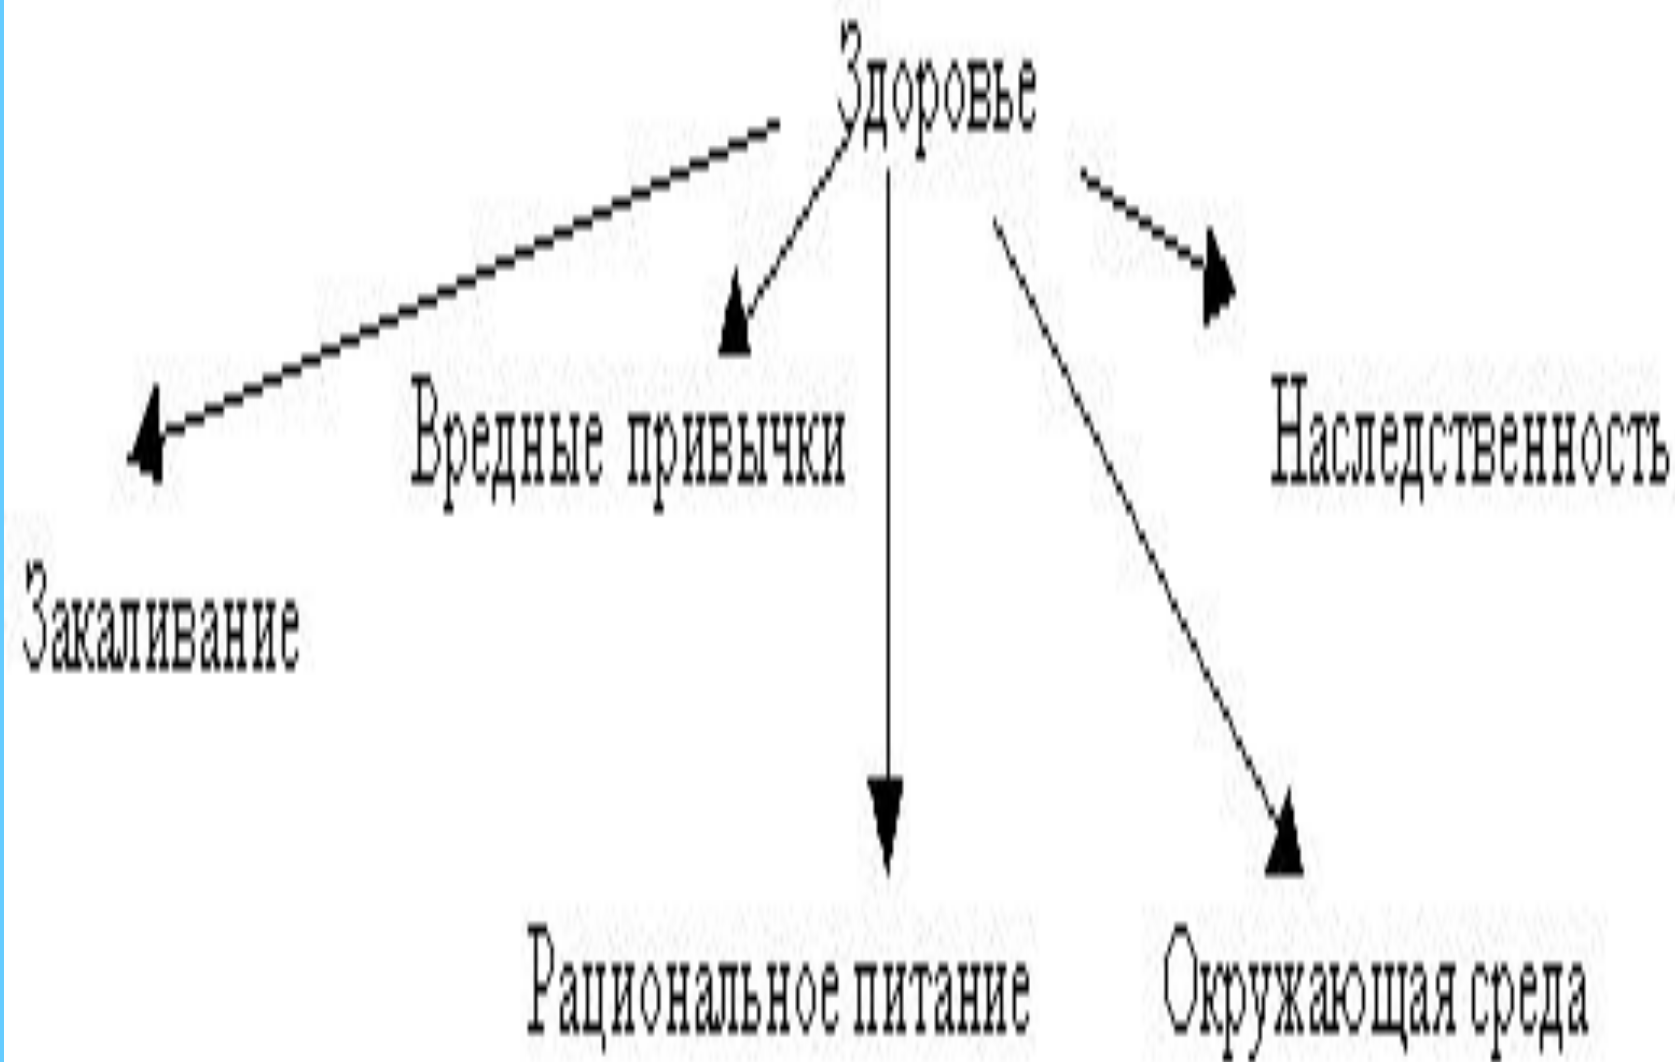 Здоровье
Вредные привычки
Наследственность
Закаливание
Рациональное питание
Окружающая среда